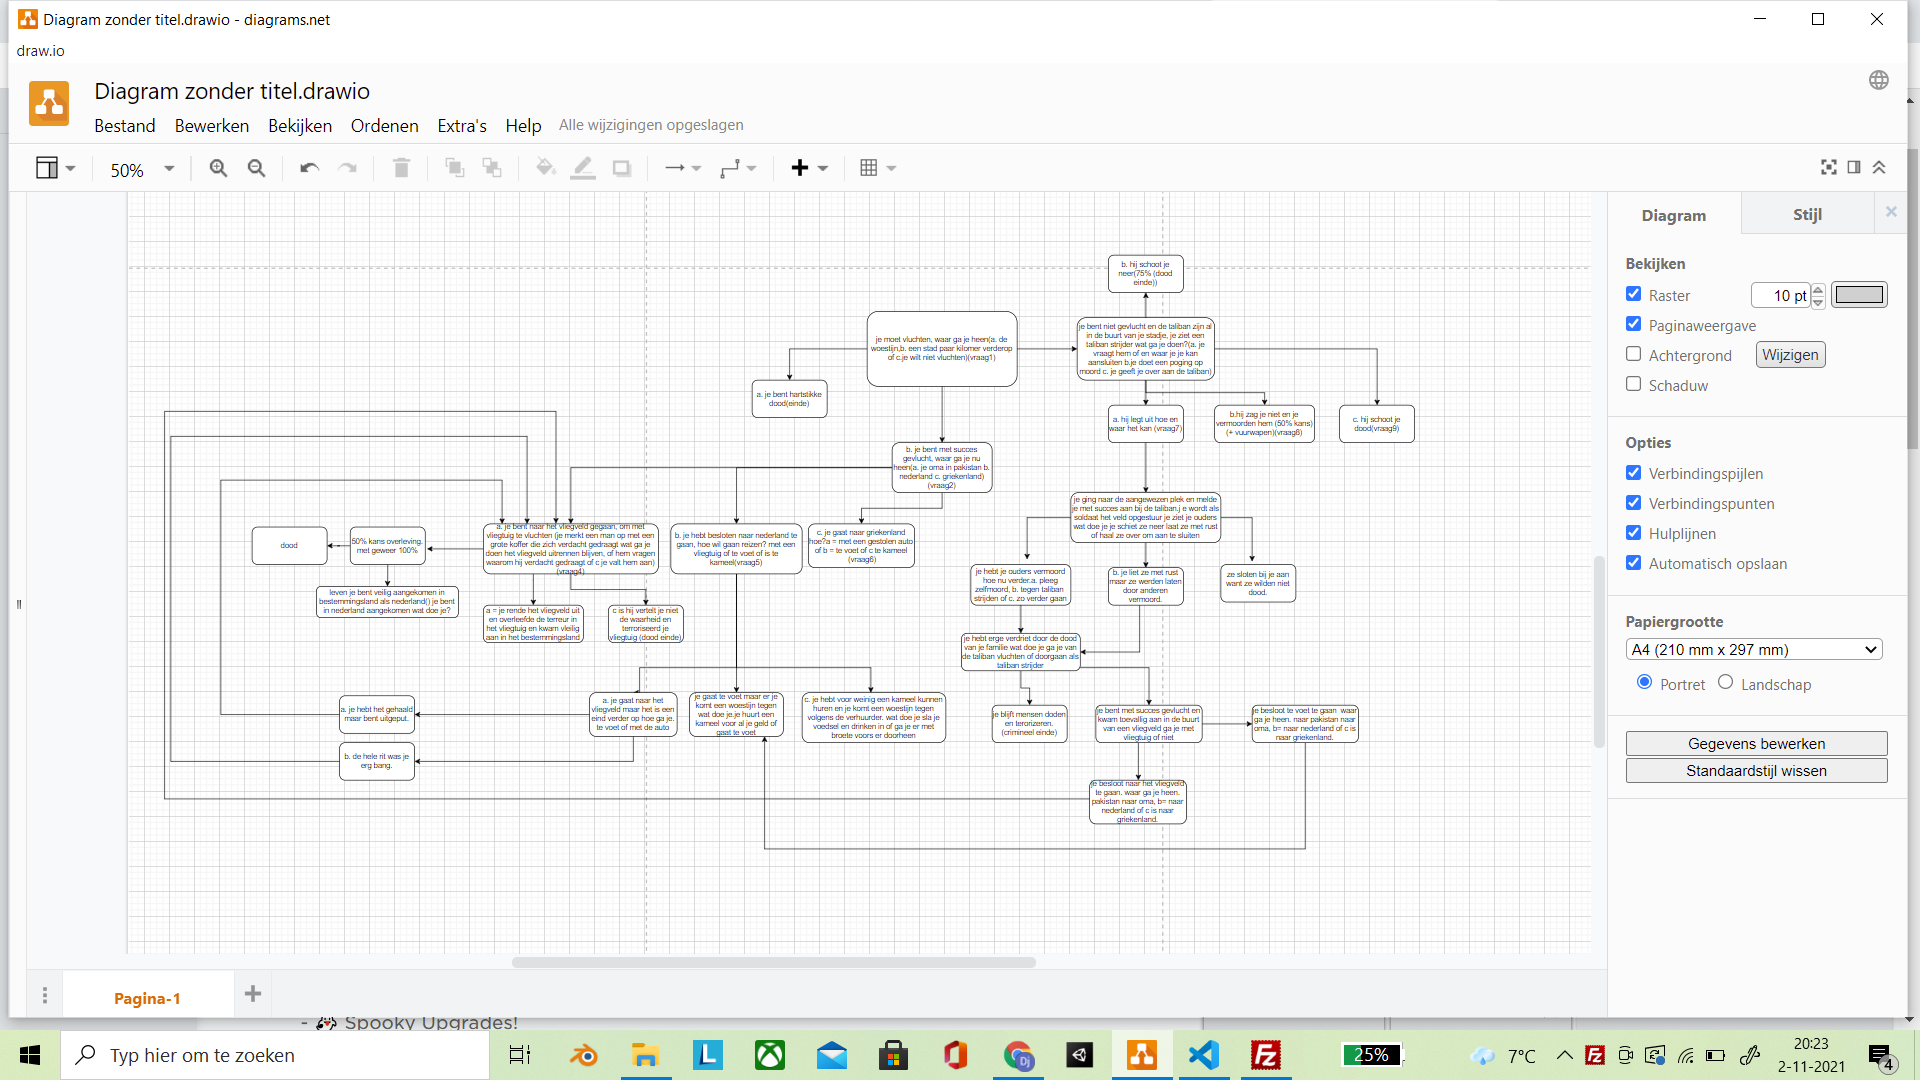 Diagram zonder titel.drawio - diagrams.net
draw.io
Diagram zonder titel.drawio
Bestand Bewerken Bekijken Ordenen Extra's Help Alle wijzigingen opgeslagen
50%
Diagram Stijl
Bekijken
Raster 10 pt
Paginaweergave
Achtergrond Wijzigen
Schaduw
Opties
Verbindingspijlen
Verbindingspunten
Hulplijnen
Automatisch opslaan
Papiergrootte
A4 (210 mm x 297 mm)
Portret Landschap
Gegevens bewerken
Standaardstijl wissen
b. hij schoot je
neer(75% (dood
einde))
je moet vluchten, waar ga je heen(a. de
woestijn,b. een stad paar kilomer verderop
of c.je wilt niet vluchten)(vraag1)
je bent niet gevlucht en de taliban zijn al
in de buurt van je stadje, je ziet een
taliban strijder wat ga je doen?(a. je
vraagt hem of en waar je je kan
aansluiten b.je doet een poging op
moord c. je geeft je over aan de taliban)
a. je bent hartstikke
dood(einde)
a. hij legt uit hoe en
waar het kan (vraag7)
b.hij zag je niet en je
vermoorden hem (50% kans)
(+ vuurwapen)(vraag8)
c. hij schoot je
dood(vraag9)
b. je bent met succes
gevlucht, waar ga je nu
heen(a. je oma in pakistan b.
nederland c. griekenland)
(vraag2)
je ging naar de aangewezen plek en melde
je met succes aan bij de taliban.j e wordt als
soldaat het veld opgestuur je ziet je ouders
wat doe je je schiet ze neer laat ze met rust
of haal ze over om aan te sluiten
dood
50% kans overleving.
met geweer 100%
a. je bent naar het vliegveld gegaan, om met
vliegtuig te vluchten (je merkt een man op met een
grote koffer die zich verdacht gedraagt wat ga je
doen het vliegveld uitrennen blijven, of hem vragen
waarom hij verdacht gedraagt of c je valt hem aan)
(vraag4)
b. je hebt besloten naar nederland te
gaan, hoe wil gaan reizen? met een
vliegtuig of te voet of is te
kameel(vraag5)
c. je gaat naar griekenland
hoe?a = met een gestolen auto
of b = te voet of c te kameel
(vraag6)
je hebt je ouders vermoord
hoe nu verder.a. pleeg
zelfmoord, b. tegen taliban
strijden of c. zo verder gaan
b. je liet ze met rust
maar ze werden laten
door anderen
vermoord.
ze sloten bij je aan
want ze wilden niet
dood.
leven je bent veilig aangekomen in
bestemmingsland als nederland() je bent
in nederland aangekomen wat doe je?
a = je rende het vliegveld uit
en overleefde de terreur in
het vliegtuig en kwam vleilig
aan in het bestemmingsland
c is hij vertelt je niet
de waarheid en
terroriseerd je
vliegtuig (dood einde)
je hebt erge verdriet door de dood
van je familie wat doe je ga je van
de taliban vluchten of doorgaan als
taliban strijder
a. je hebt het gehaald
maar bent uitgeput.
a. je gaat naar het
vliegveld maar het is een
eind verder op hoe ga je.
te voet of met de auto
je gaat te voet maar er je
komt een woestijn tegen
wat doe je.je huurt een
kameel voor al je geld of
gaat te voet
c. je hebt voor weinig een kameel kunnen
huren en je komt een woestijn tegen
volgens de verhuurder. wat doe je sla je
voedsel en drinken in of ga je er met
broete voors er doorheen
je blijft mensen doden
en terorizeren.
(crimineel einde)
je bent met succes gevlucht en
kwam toevallig aan in de buurt
van een vliegveld ga je met
vliegtuig of niet
je besloot te voet te gaan waar
ga je heen. naar pakistan naar
oma, b= naar nederland of c is
naar griekenland.
b. de hele rit was je
erg bang.
je besloot naar het vliegveld
te gaan. waar ga je heen.
pakistan naar oma, b= naar
nederland of c is naar
griekenland.
Pagina-1
- Spooky Upgrades!
Typ hier om te zoeken
25%
7°C
20:23
2-11-2021
4